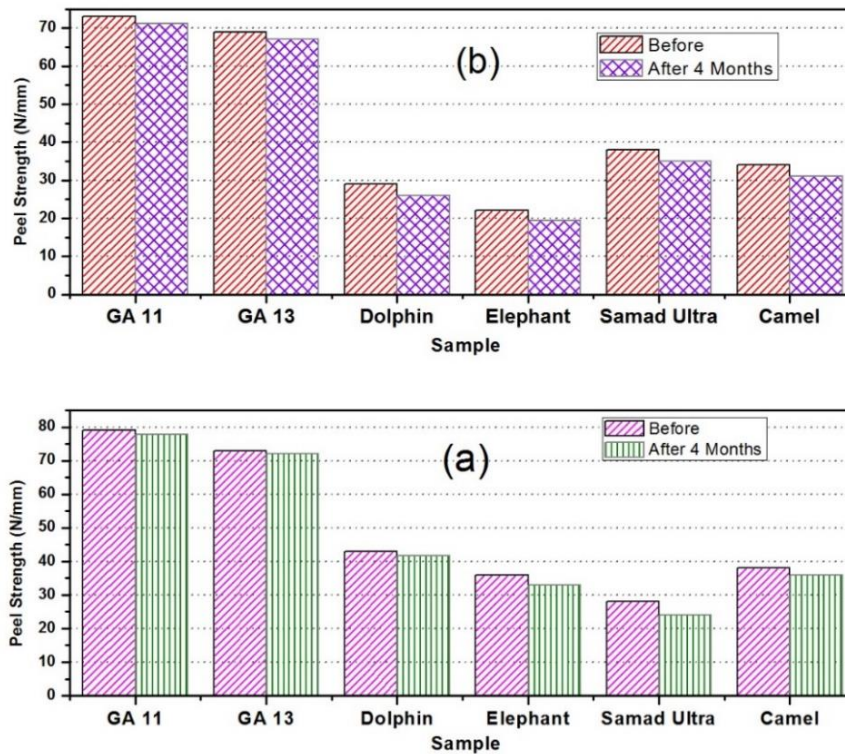 70
60
50
40
30
20
10
0
Peel Strength (N/mm)
(b)
Before
After 4 Months
GA 11 GA 13 Dolphin Elephant Samad Ultra Camel
Sample
80
70
60
50
40
30
20
10
0
Peel Strength (N/mm)
(a)
Before
After 4 Months
GA 11 GA 13 Dolphin Elephant Samad Ultra Camel
Sample